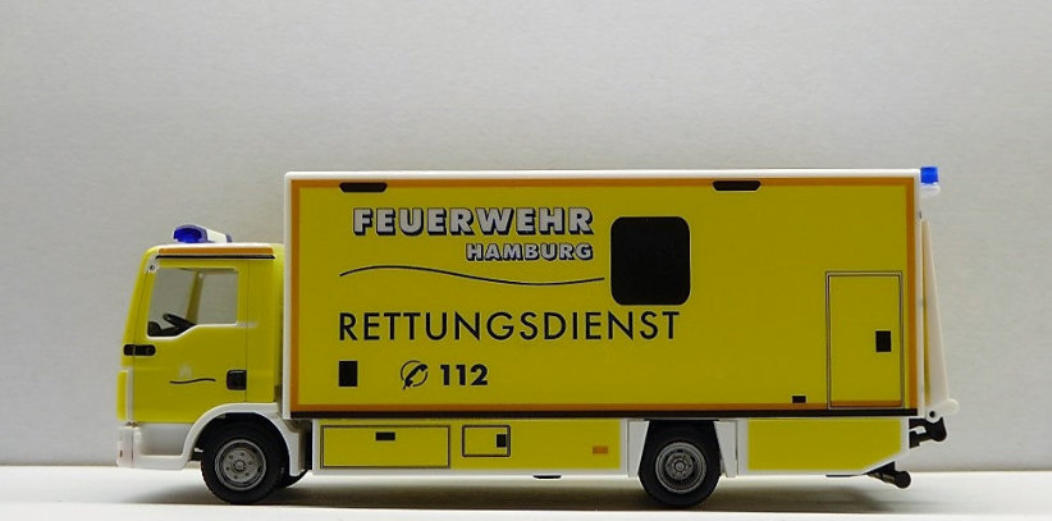 FEUERWEHR
HAMBURG
RETTUNGSDIENST
112